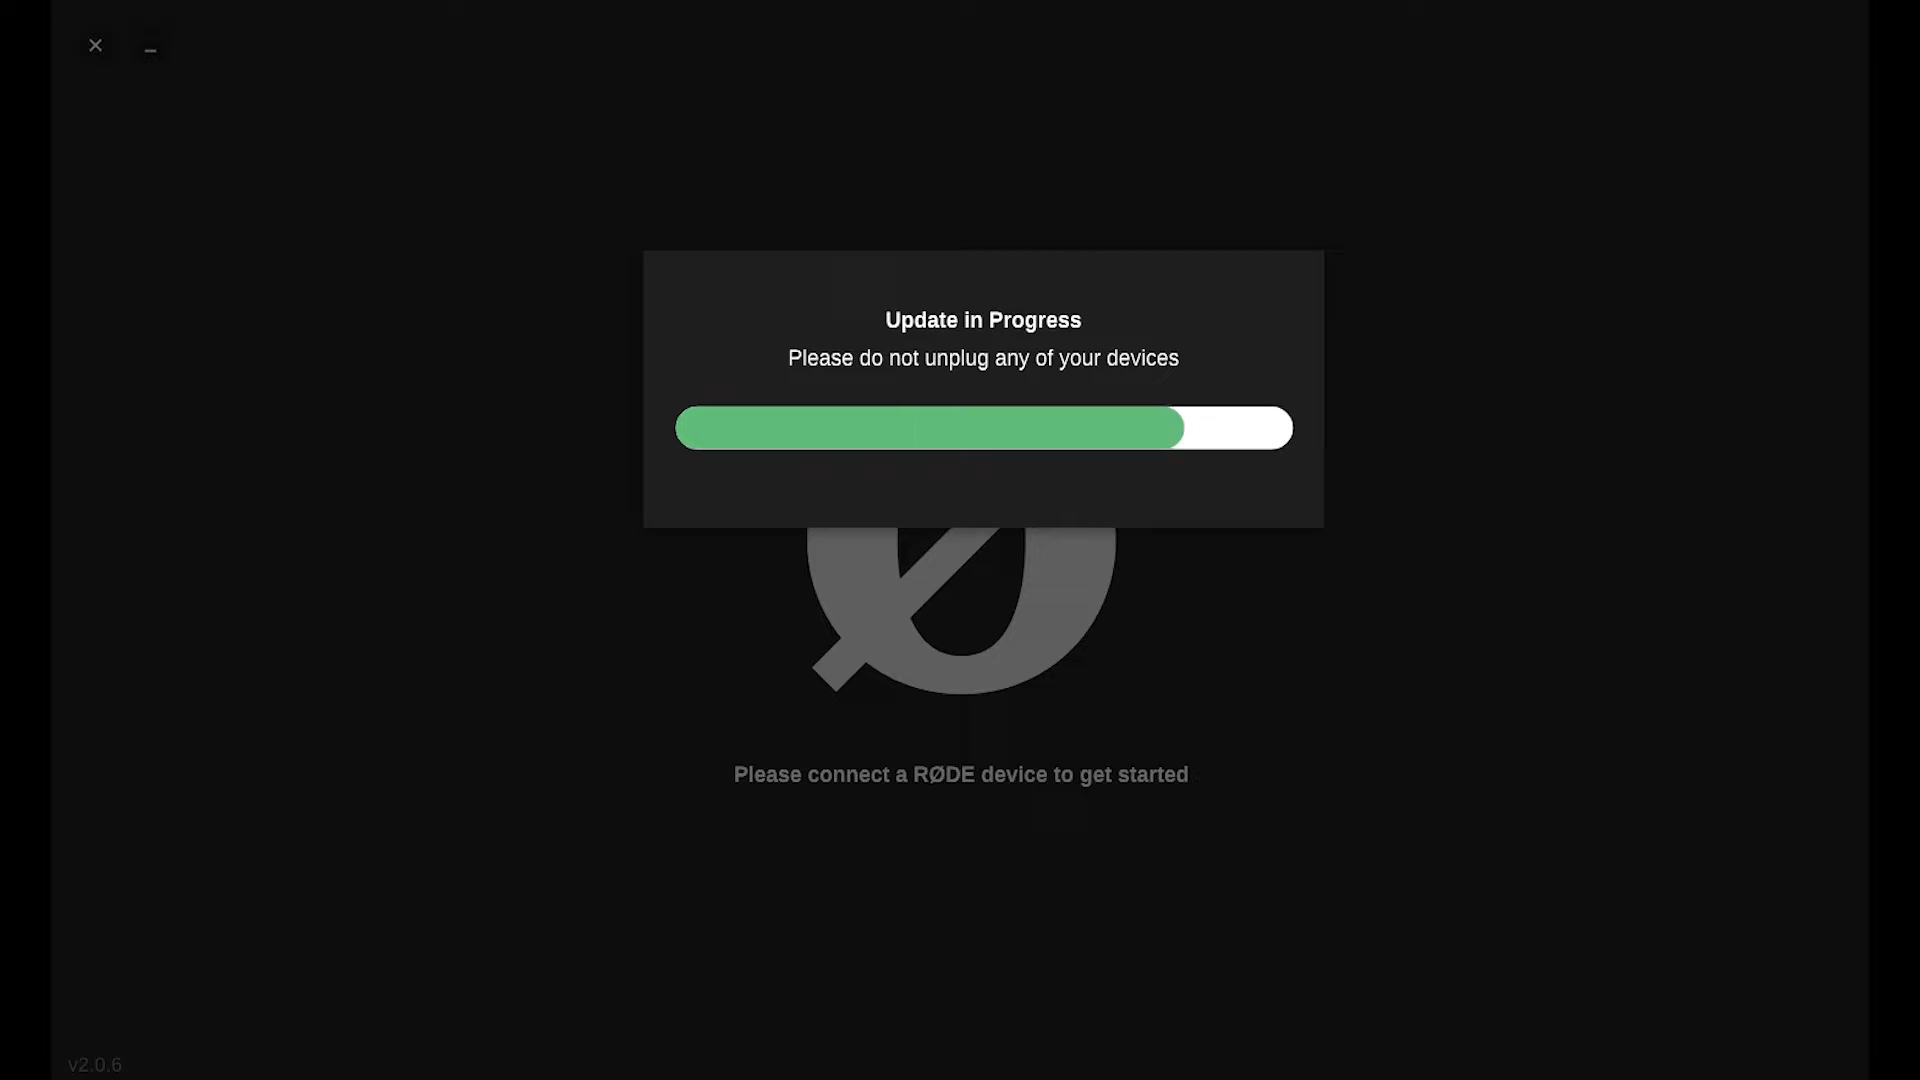 Update in Progress
Please do not unplug any of your devices
Please connect a RØDE device to get started
v2.0.6